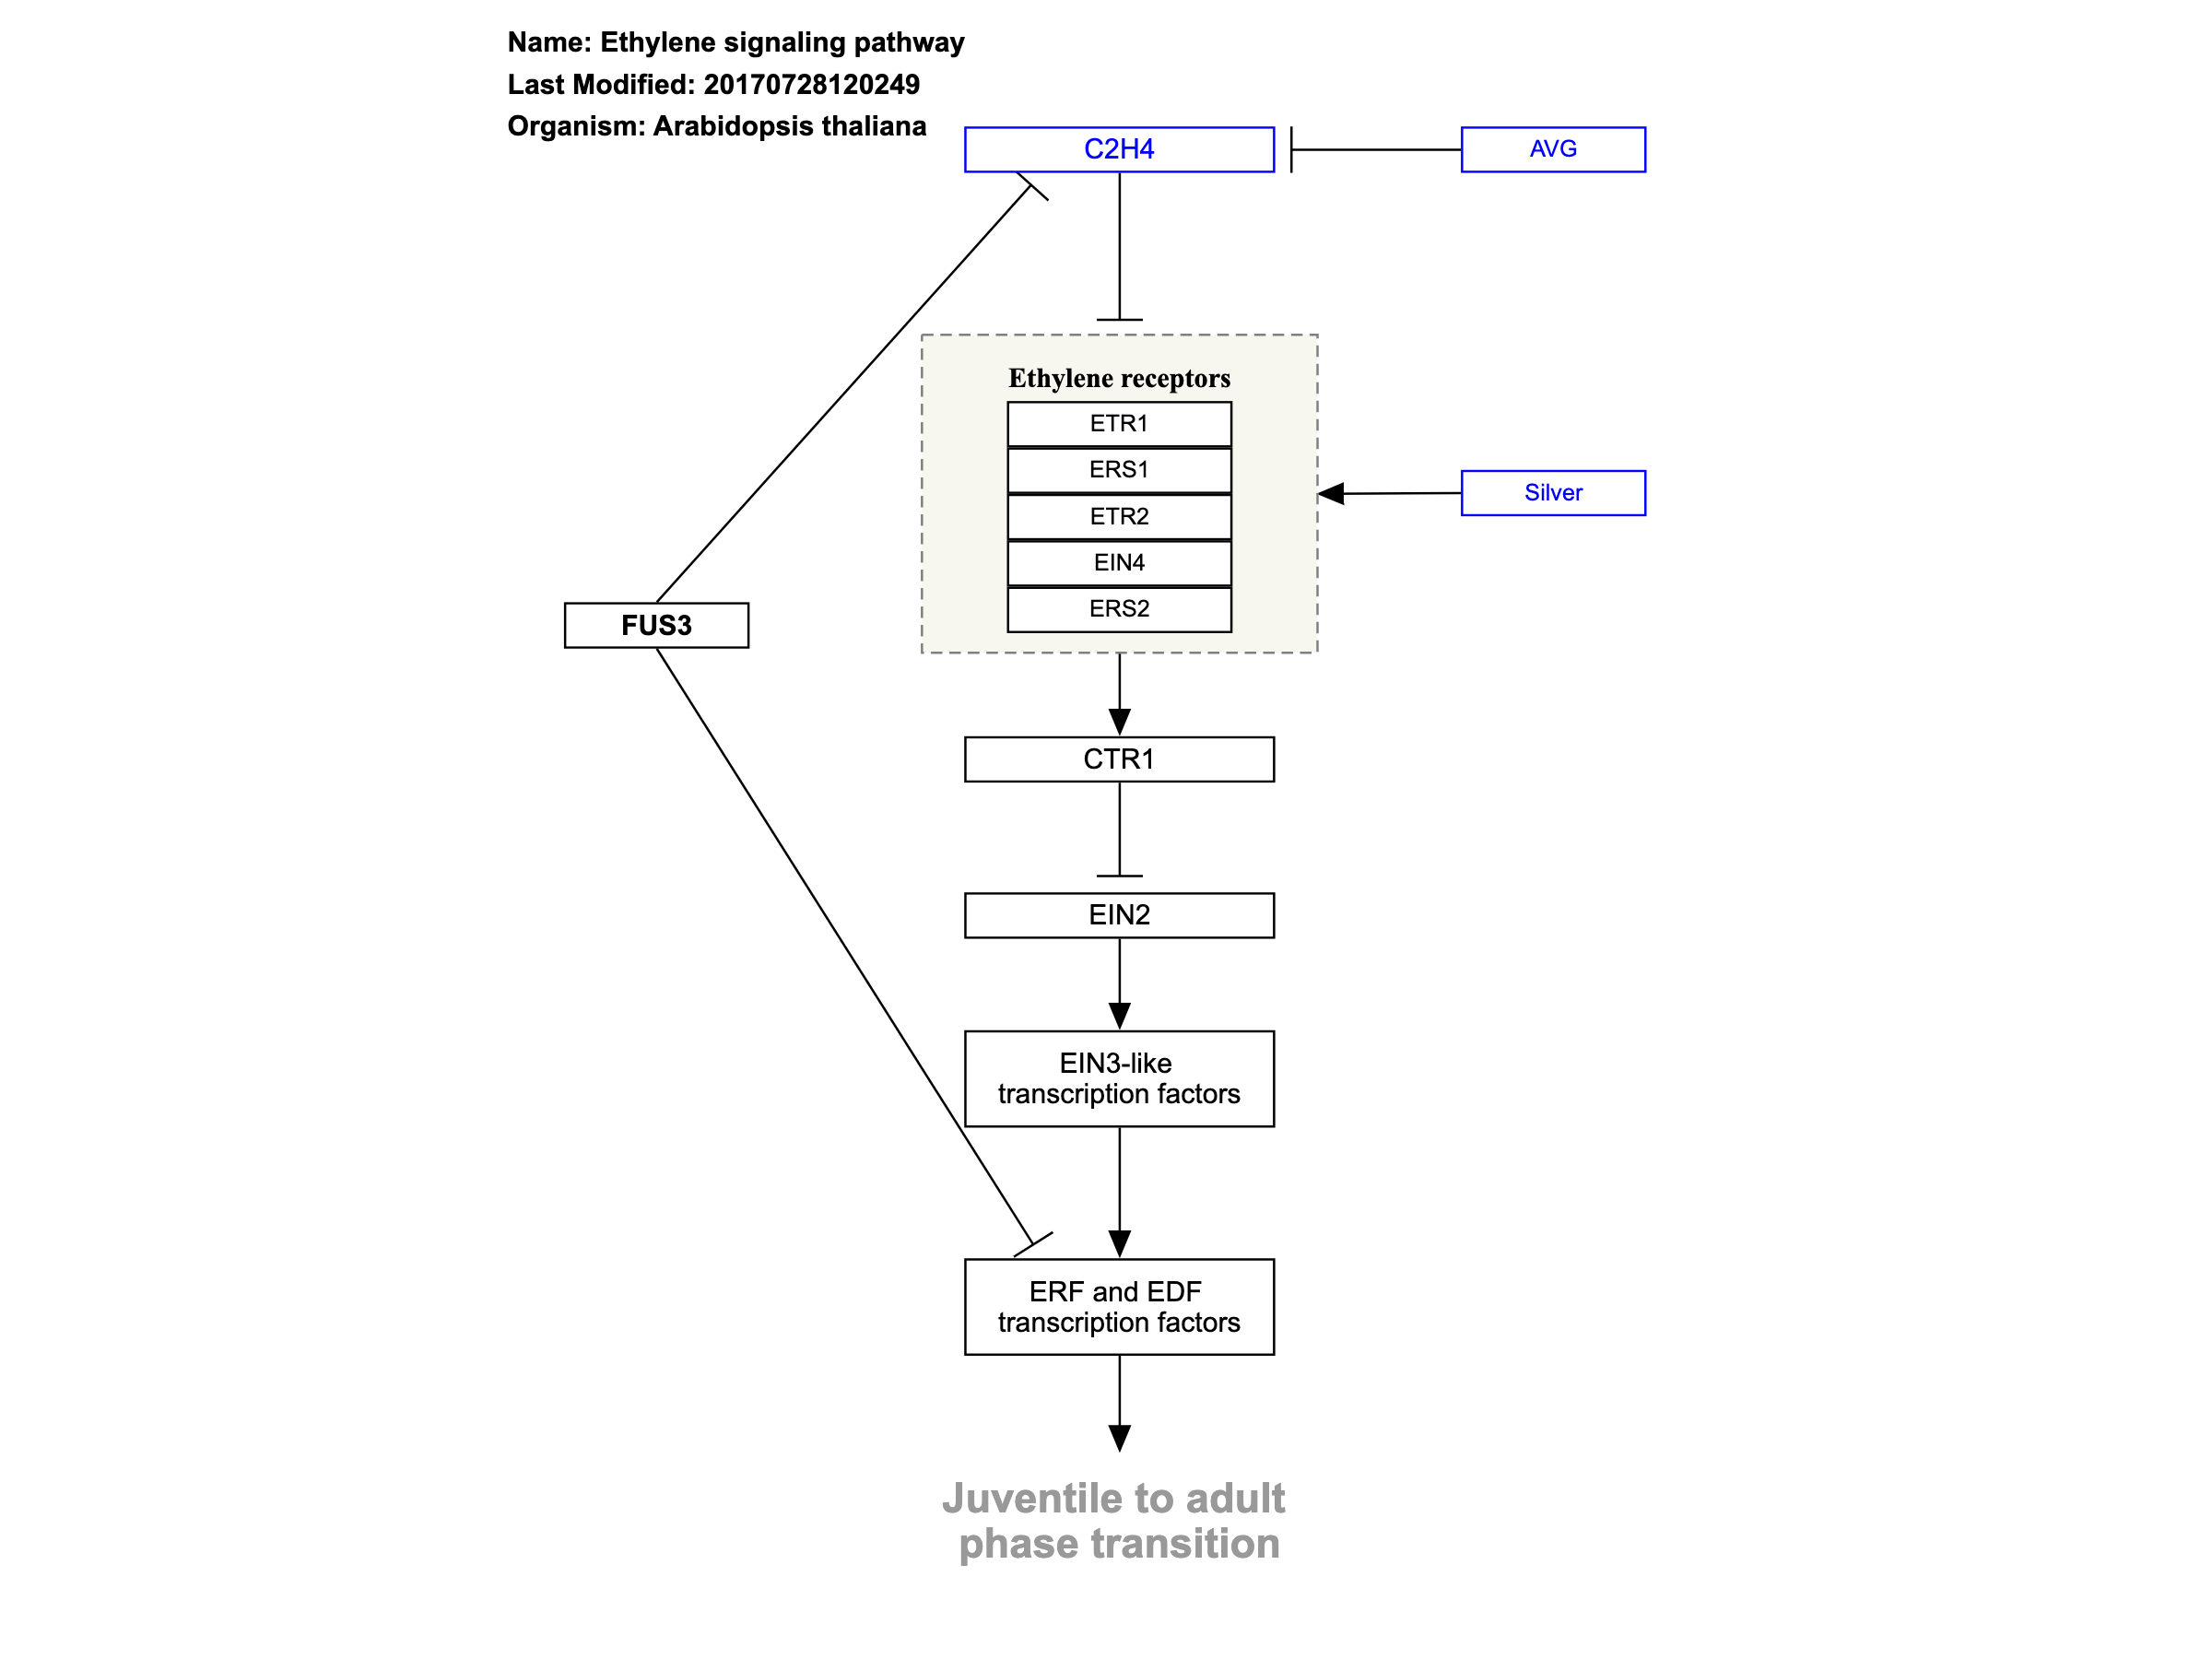 Name: Ethylene signaling pathway
Last Modified: 20170728120249
Organism: Arabidopsis thaliana
C2H4
AVG
Ethylene receptors
ETR1
ERS1
ETR2
EIN4
ERS2
Silver
FUS3
CTR1
EIN2
EIN3-like
transcription factors
ERF and EDF
transcription factors
Juventile to adult
phase transition